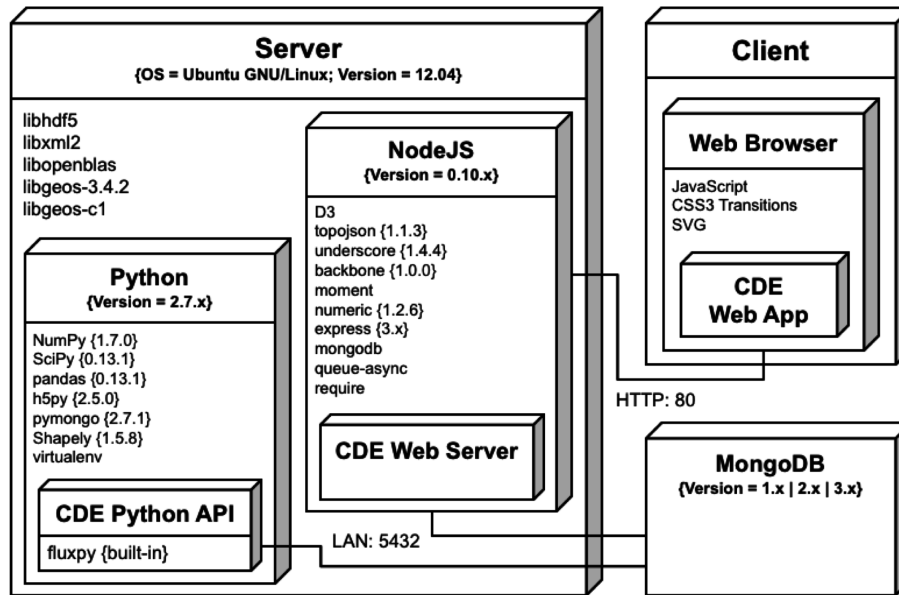 Server
{OS = Ubuntu GNU/Linux; Version = 12.04}
libhdf5
libxml2
libopenblas
libgeos-3.4.2
libgeos-c1
Python
{Version = 2.7.x}
NumPy {1.7.0}
SciPy {0.13.1}
pandas {0.13.1}
h5py {2.5.0}
pymongo {2.7.1}
Shapely {1.5.8}
virtualenv
CDE Python API
fluxpy {built-in}
NodeJS
{Version = 0.10.x}
D3
topojson {1.1.3}
underscore {1.4.4}
backbone {1.0.0}
moment
numeric {1.2.6}
express {3.x}
mongodb
queue-async
require
CDE Web Server
LAN: 5432
Client
Web Browser
JavaScript
CSS3 Transitions
SVG
CDE
Web App
HTTP: 80
MongoDB
{Version = 1.x | 2.x | 3.x}